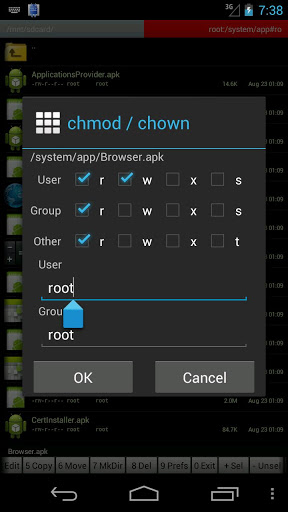 3G 7:38
/mnt/sdcard/ root:/system/app#ro
..
ApplicationsProvider.apk
-rw-r--r-- root root 14.6K Aug 23 01:09
chmod / chown
/system/app/Browser.apk
User r w x s
Group r w x s
Other r w x t
User
root
Grou
root
OK Cancel
-rw-r--r-- root root 2.0M Aug 23 01:09
CertInstaller.apk
-rw-r--r-- root root 84.7K Aug 23 01:09
Browser.apk
Edit 5 Copy 6 Move 7 MkDir 8 Del 9 Prefs 0 Exit + Sel - Unsel